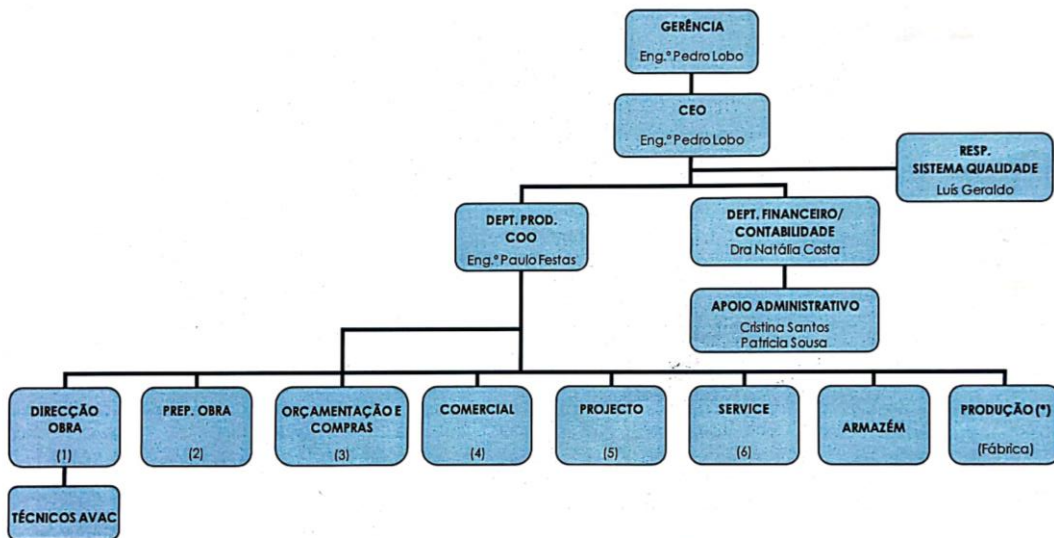 GERÊNCIA
Eng.º Pedro Lobo
CEO
Eng.º Pedro Lobo
RESP.
SISTEMA QUALIDADE
Luís Geraldo
DEPT. PROD.
COO
Eng.º Paulo Festas
DEPT. FINANCEIRO/
CONTABILIDADE
Dra Natália Costa
APOIO ADMINISTRATIVO
Cristina Santos
Patricia Sousa
DIRECÇÃO
OBRA
(1)
PREP. OBRA
(2)
ORÇAMENTAÇÃO E
COMPRAS
(3)
COMERCIAL
(4)
PROJECTO
(5)
SERVICE
(6)
ARMAZÉM
PRODUÇÃO (*)
(Fábrica)
TÉCNICOS AVAC